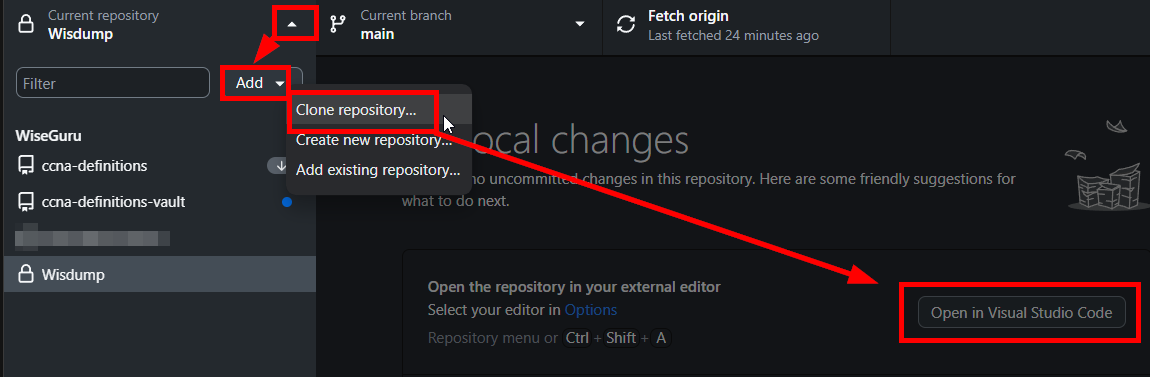 Current repository
Wisdump
Current branch
main
Fetch origin
Last fetched 24 minutes ago
Filter
Add
Clone repository...
Create new repository...
Add existing repository...
WiseGuru
ccna-definitions
ccna-definitions-vault
Wisdump
ocal changes
no uncommitted changes in this repository. Here are some friendly suggestions for
what to do next.
Open the repository in your external editor
Select your editor in Options
Repository menu or Ctrl + Shift + A
Open in Visual Studio Code